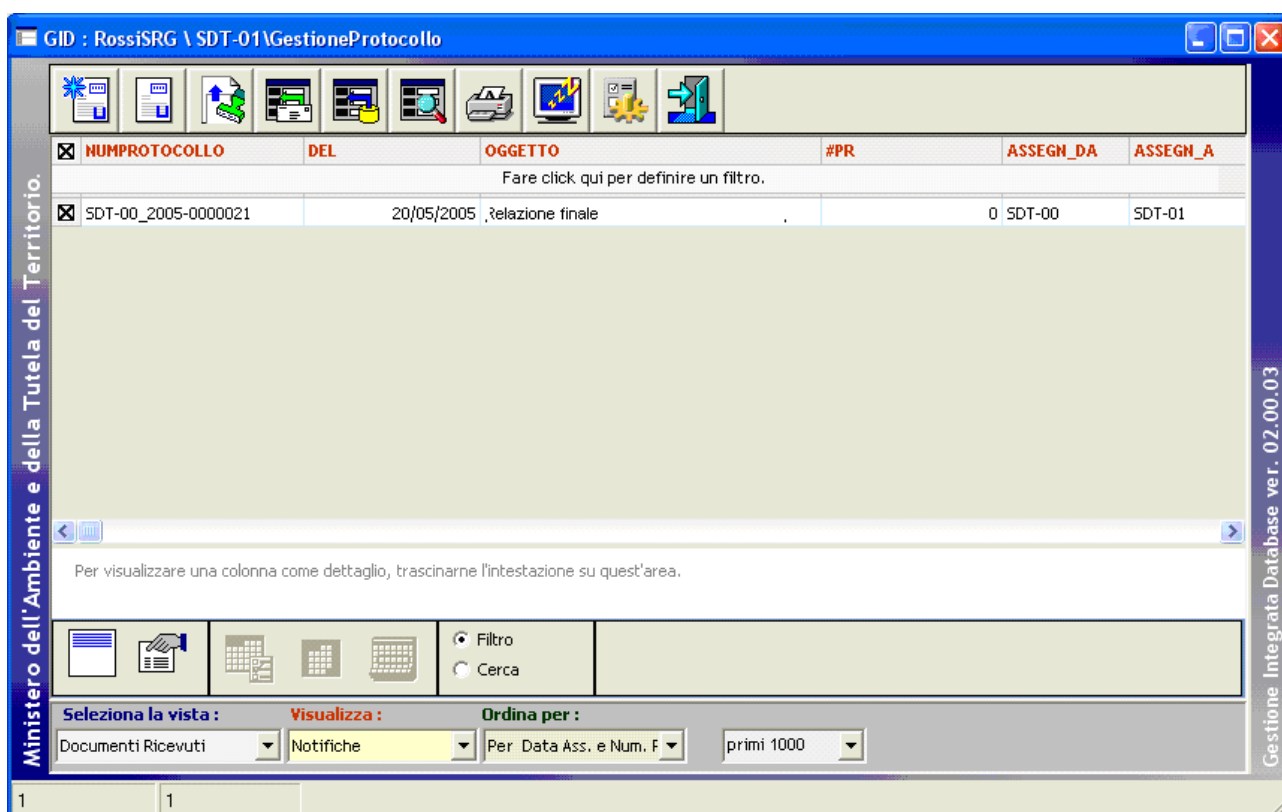 GID : RossiSRG \ SDT-01\GestioneProtocollo
NUMPROTOCOLLO DEL OGGETTO #PR ASSEGN_DA ASSEGN_A
Fare click qui per definire un filtro.
SDT-00_2005-0000021 20/05/2005 Relazione finale 0 SDT-00 SDT-01
Per visualizzare una colonna come dettaglio, trascinarne l'intestazione su quest'area.
Filtro
Cerca
Seleziona la vista : Visualizza : Ordina per :
Documenti Ricevuti Notifiche Per Data Ass. e Num. F primi 1000
1 1
Ministero dell'Ambiente e della Tutela del Territorio.
Gestione Integrata Database ver. 02.00.03